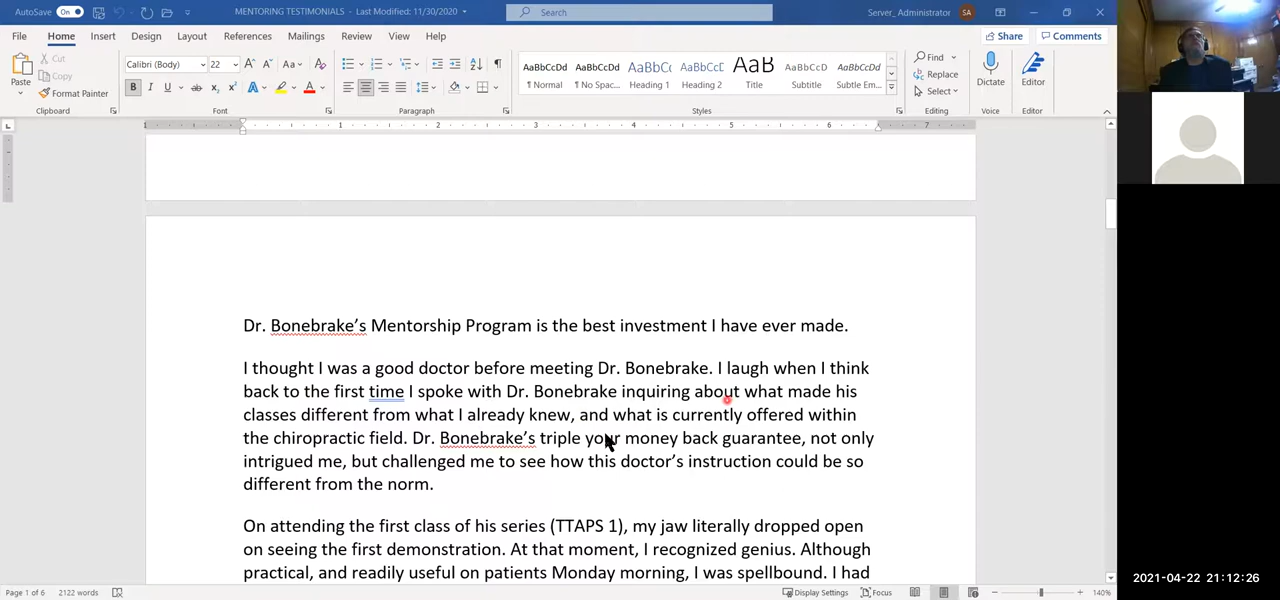 AutoSave On MENTORING TESTIMONIALS - Last Modified: 11/30/2020 Search Server_Administrator SA
File Home Insert Design Layout References Mailings Review View Help Share Comments
Paste Cut Copy Format Painter
Calibri (Body) 22
AaBbCcDd AaBbCcDd AaBbCc AaBbCcD AaB AaBbCcD AaBbCcDd
¶ Normal ¶ No Spac... Heading 1 Heading 2 Title Subtitle Subtle Em...
Find Replace Select
Dictate Editor
Clipboard Font Paragraph Styles Editing Voice Editor
1 1 2 3 4 5 6 7
Dr. Bonebrake's Mentorship Program is the best investment I have ever made.
I thought I was a good doctor before meeting Dr. Bonebrake. I laugh when I think
back to the first time I spoke with Dr. Bonebrake inquiring about what made his
classes different from what I already knew, and what is currently offered within
the chiropractic field. Dr. Bonebrake's triple your money back guarantee, not only
intrigued me, but challenged me to see how this doctor's instruction could be so
different from the norm.
On attending the first class of his series (TTAPS 1), my jaw literally dropped open
on seeing the first demonstration. At that moment, I recognized genius. Although
practical, and readily useful on patients Monday morning, I was spellbound. I had
Page 1 of 6 2122 words Display Settings Focus 140%
2021-04-22 21:12:26